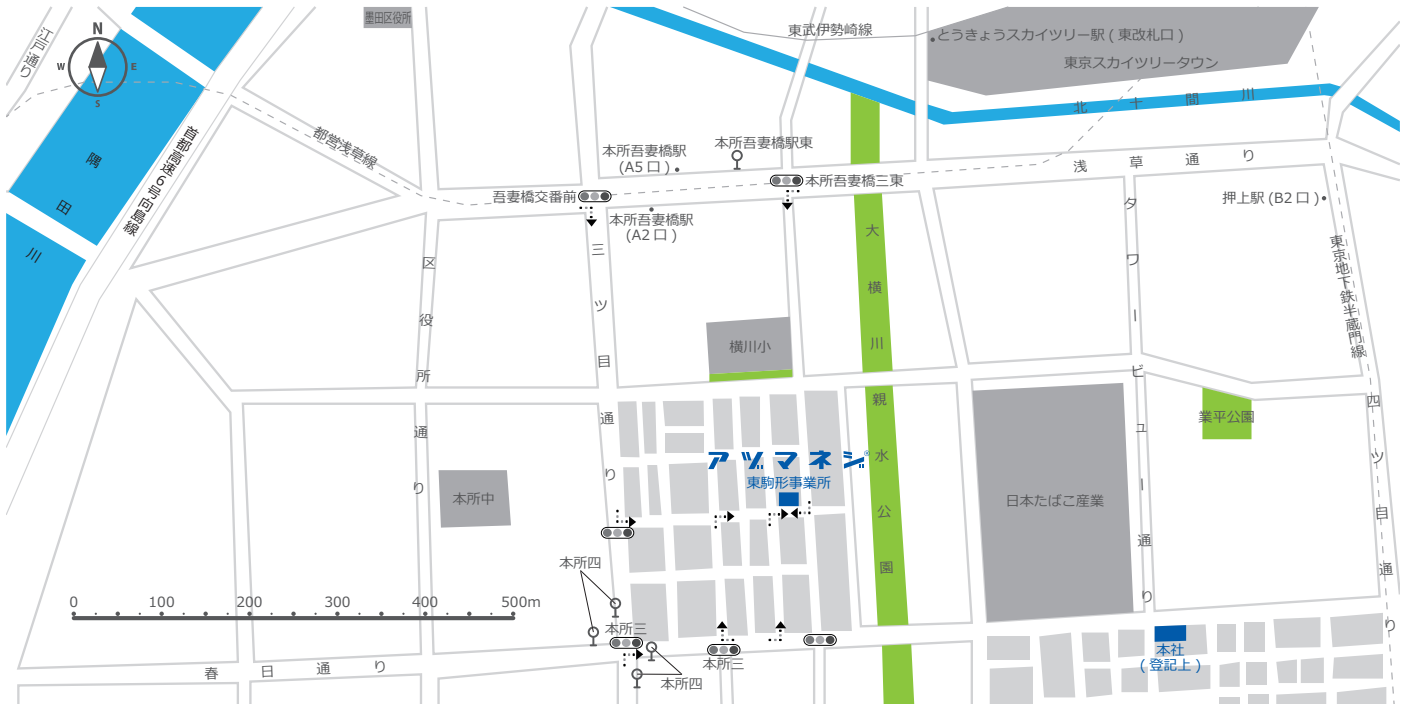 墨田区役所
江戸通り
N
W
E
S
隅田川
首都高速6号向島線
都営浅草線
東武伊勢崎線
とうきょうスカイツリー駅 ( 東改札口 )
東京スカイツリータウン
北十間川
本所吾妻橋駅
(A5 口 )
本所吾妻橋駅東
吾妻橋交番前
本所吾妻橋三東
本所吾妻橋駅
(A2 口 )
浅草通り
押上駅 (B2 口 )
東京地下鉄半蔵門線
区役所通り
三ツ目通り
大横川親水公園
タワービュー通り
四ツ目通り
横川小
業平公園
アヅマネジ®
東駒形事業所
本所中
日本たばこ産業
本所四
0 100 200 300 400 500m
本所三
本所三
本所四
春日通り
本社
( 登記上 )